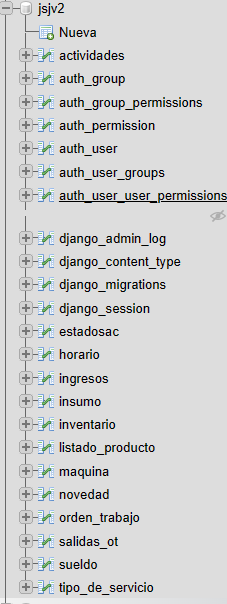 jsjv2
Nueva
actividades
auth_group
auth_group_permissions
auth_permission
auth_user
auth_user_groups
auth_user_user_permissions
django_admin_log
django_content_type
django_migrations
django_session
estadosac
horario
ingresos
insumo
inventario
listado_producto
maquina
novedad
orden_trabajo
salidas_ot
sueldo
tipo_de_servicio